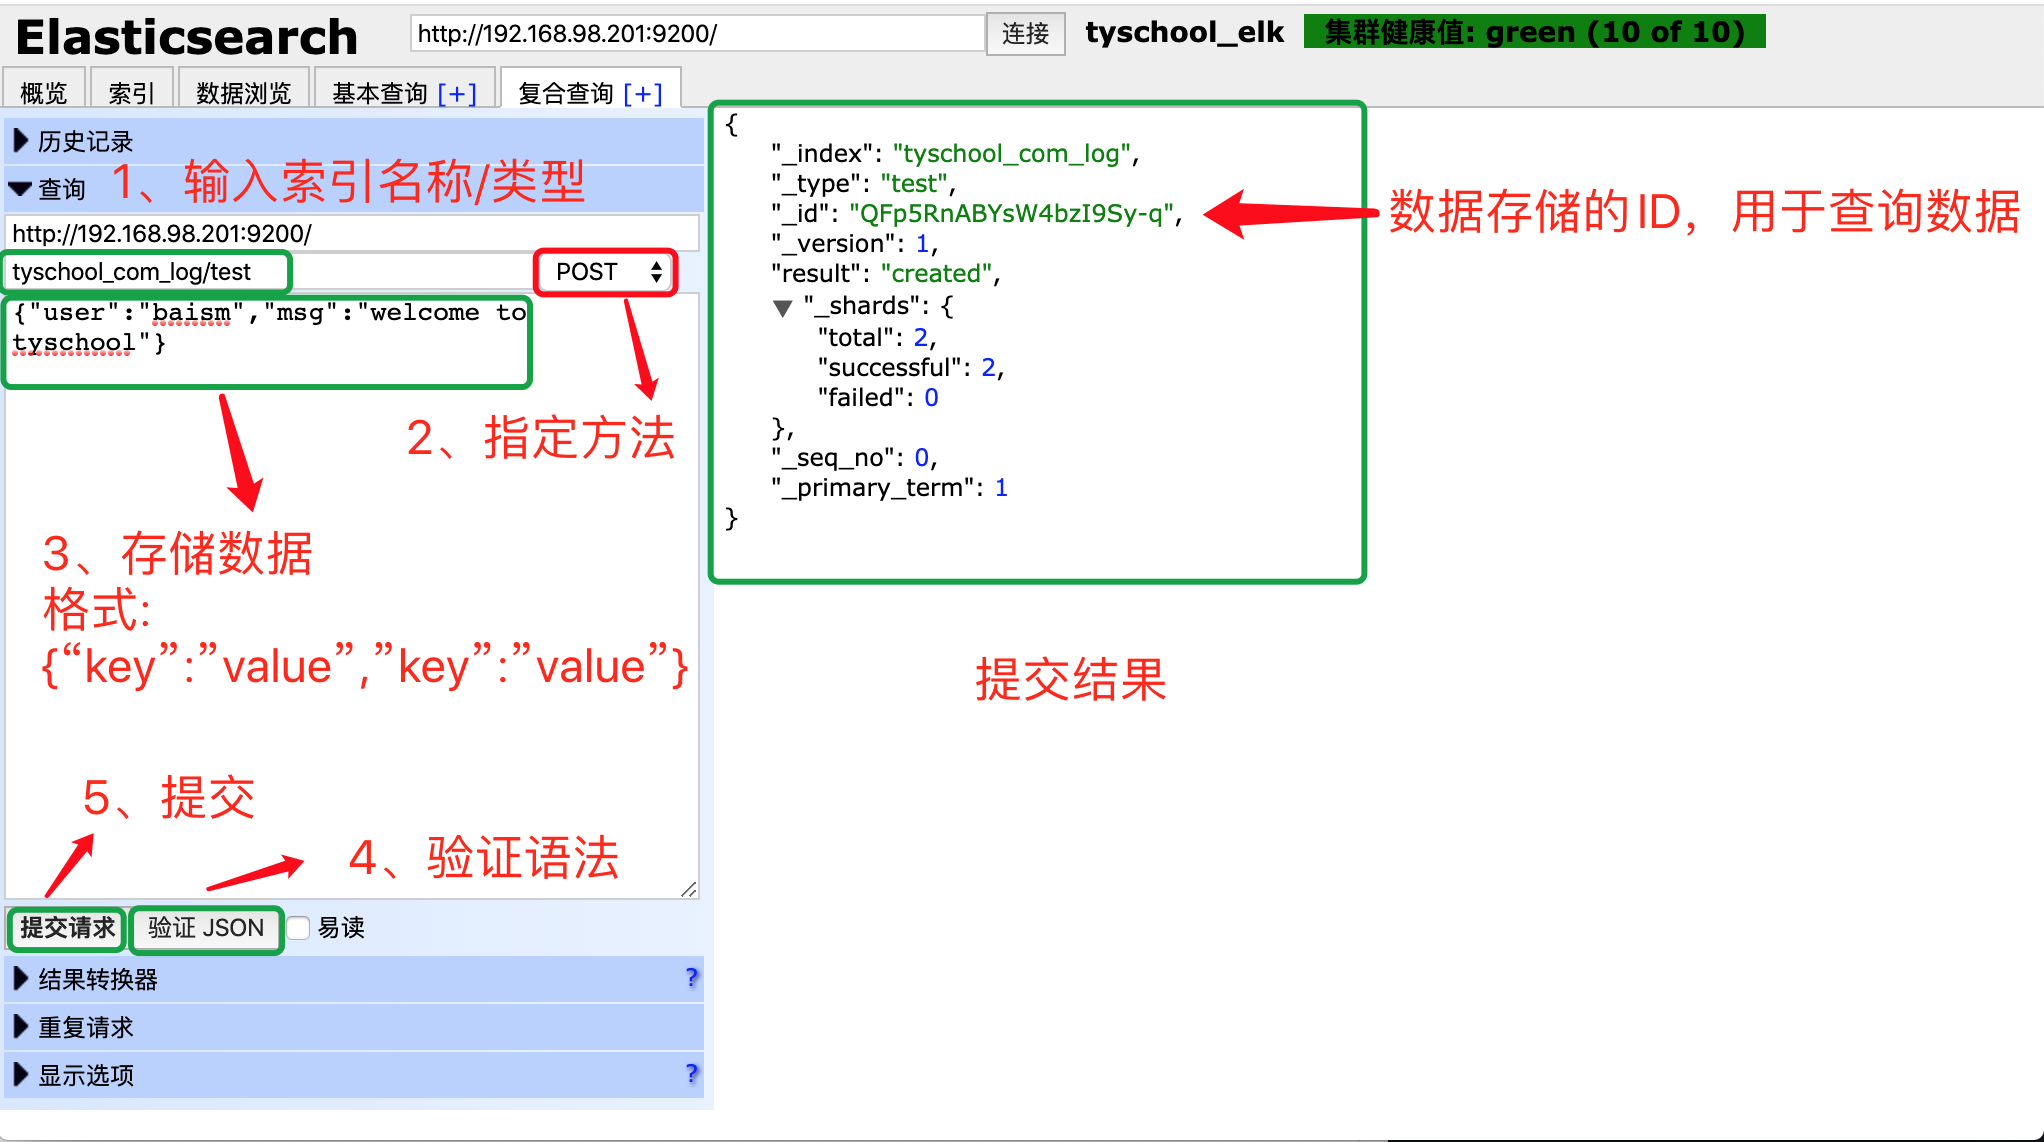 Elasticsearch
http://192.168.98.201:9200/
连接
tyschool_elk
集群健康值: green (10 of 10)
概览
索引
数据浏览
基本查询 [+]
复合查询 [+]
历史记录
查询
1、输入索引名称/类型
http://192.168.98.201:9200/
tyschool_com_log/test
POST
{"user":"baism","msg":"welcome to
tyschool"}
2、指定方法
3、存储数据
格式:
{“key”:”value”,”key”:”value”}
5、提交
4、验证语法
提交请求
验证 JSON
易读
结果转换器
?
重复请求
显示选项
?
{
"_index": "tyschool_com_log",
"_type": "test",
"_id": "QFp5RnABYsW4bzI9Sy-q",
"_version": 1,
"result": "created",
"_shards": {
"total": 2,
"successful": 2,
"failed": 0
},
"_seq_no": 0,
"_primary_term": 1
}
数据存储的ID，用于查询数据
提交结果